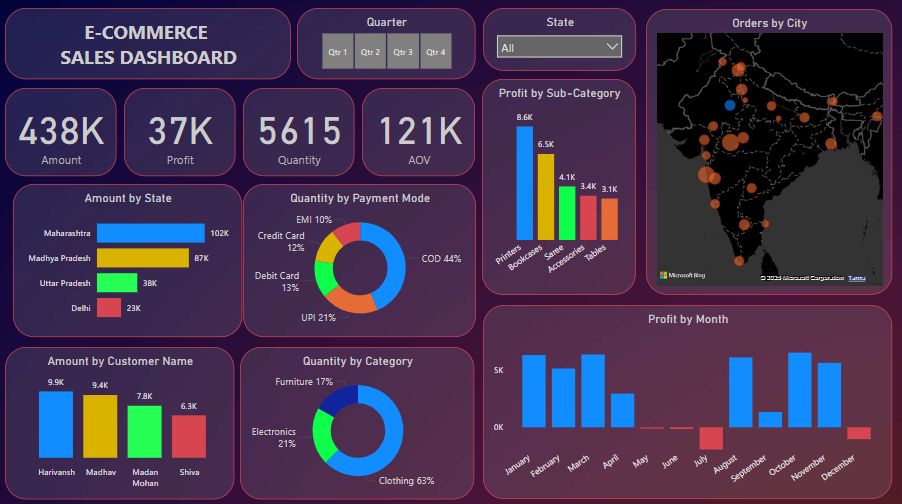 E-COMMERCE
SALES DASHBOARD
Quarter
Qtr 1 Qtr 2 Qtr 3 Qtr 4
State
All
Orders by City
Microsoft Bing
Microsoft Corporation Terms
438K
Amount
37K
Profit
5615
Quantity
121K
AOV
Profit by Sub-Category
8.6K
6.5K
4.1K
3.4K
3.1K
Printers
Bookcases
Saree
Accessories
Tables
Amount by State
Maharashtra 102K
Madhya Pradesh 87K
Uttar Pradesh 38K
Delhi 23K
Quantity by Payment Mode
EMI 10%
Credit Card
12%
Debit Card
13%
UPI 21%
COD 44%
Profit by Month
5K
0K
January
February
March
April
May
June
July
August
September
October
November
December
Amount by Customer Name
9.9K
9.4K
7.8K
6.3K
Harivansh
Madhav
Madan
Mohan
Shiva
Quantity by Category
Furniture 17%
Electronics
21%
Clothing 63%